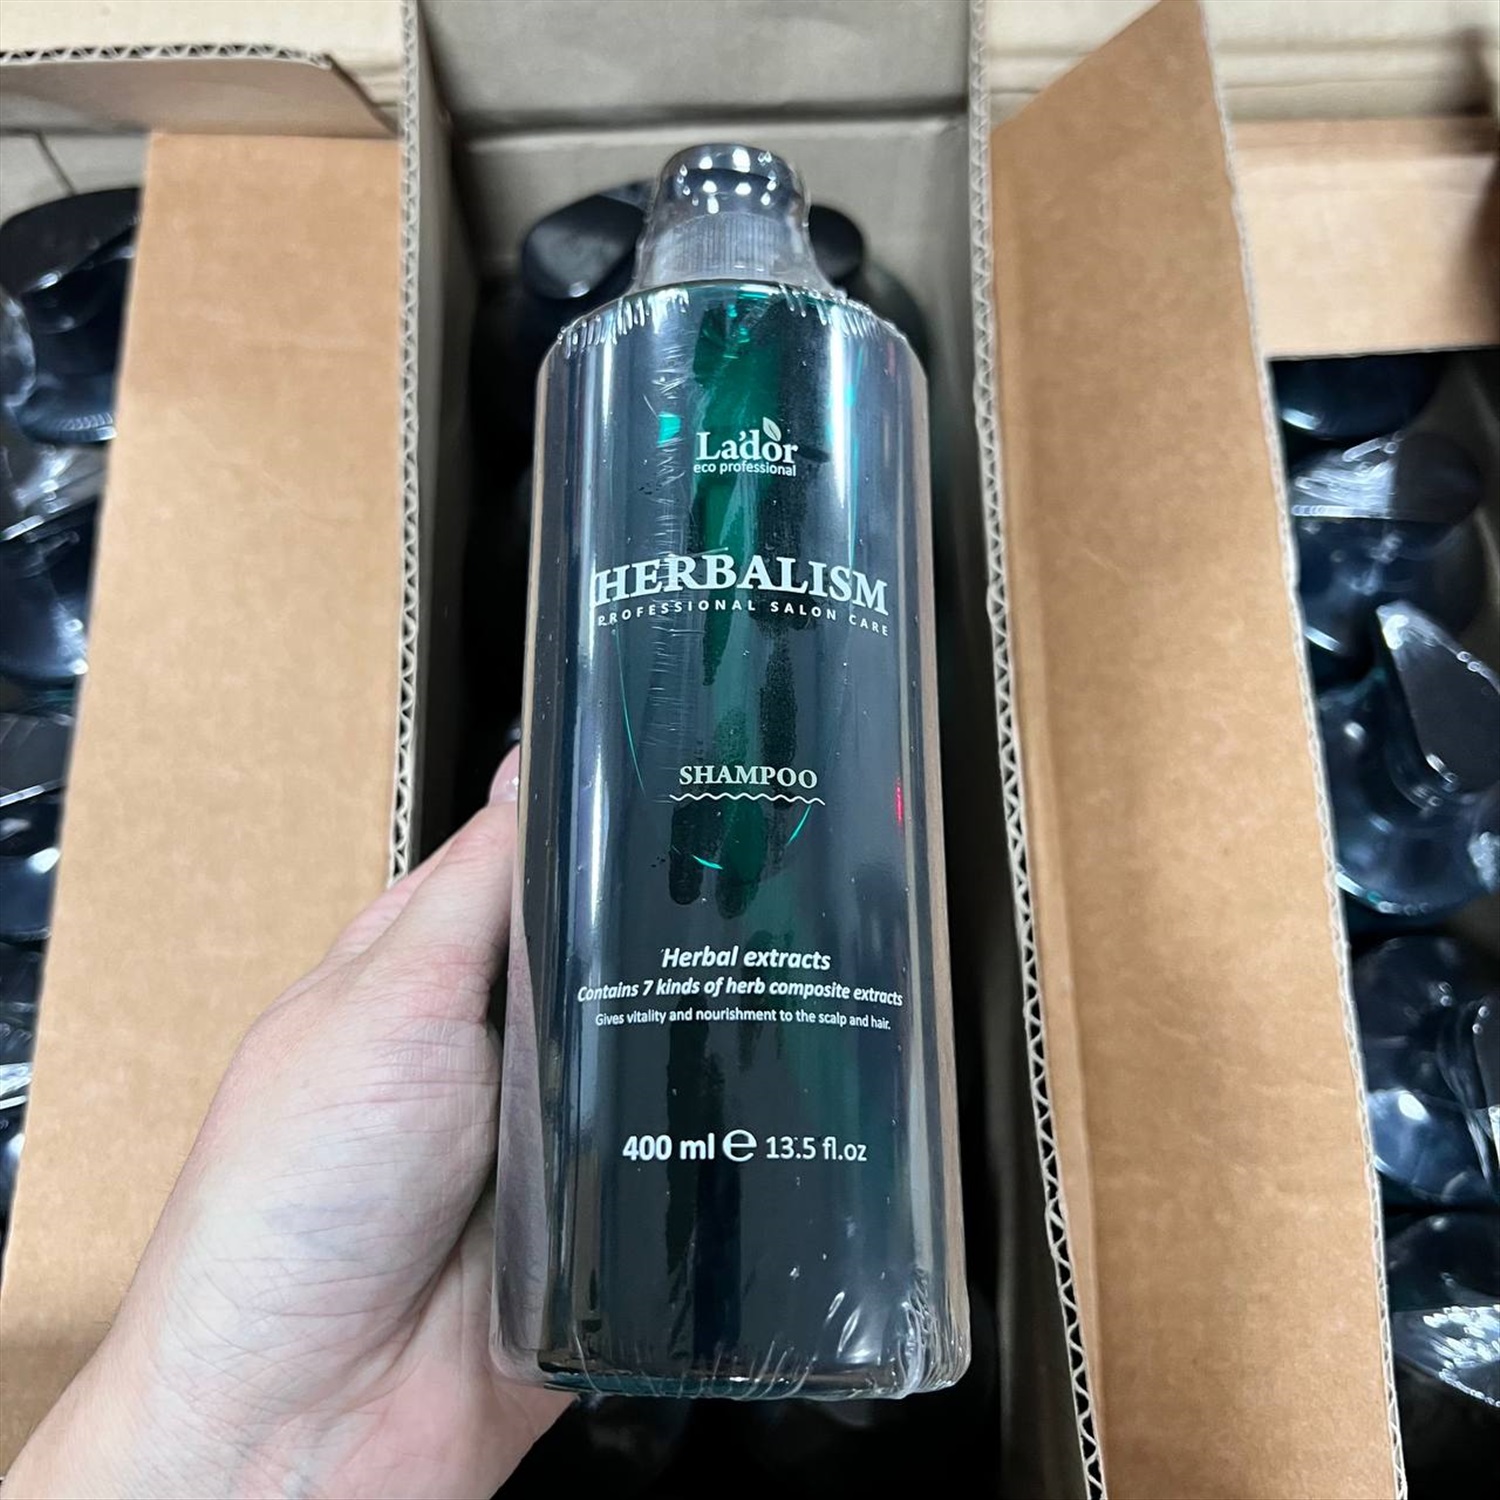 La'dor
eco professional
HERBALISM
PROFESSIONAL SALON CARE
SHAMPOO
Herbal extracts
Contains 7 kinds of herb composite extracts
Gives vitality and nourishment to the scalp and hair.
400 ml ℮ 13.5 fl.oz